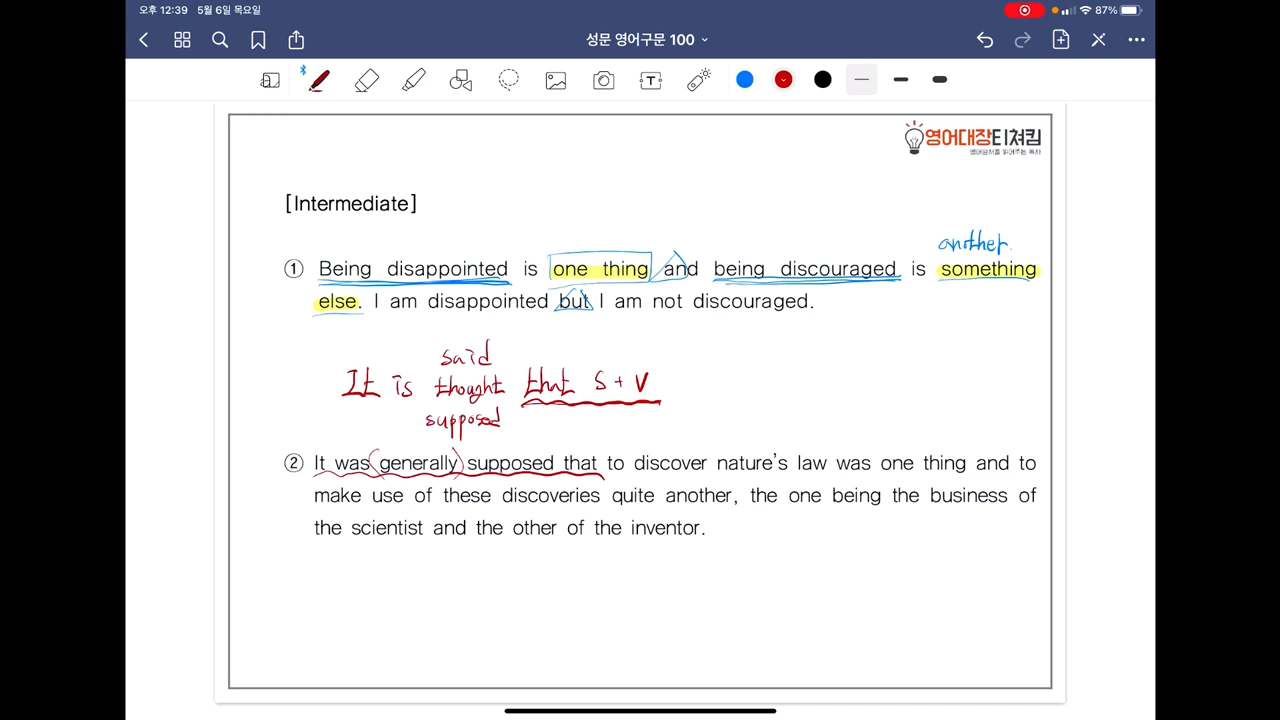 오후 12:39 5월 6일 목요일
87%
성문 영어구문 100
영어대장티쳐킴
[Intermediate]
another.
① Being disappointed is one thing and being discouraged is something
else. I am disappointed but I am not discouraged.
said
It is thought that S + V
supposed
② It was (generally) supposed that to discover nature's law was one thing and to
make use of these discoveries quite another, the one being the business of
the scientist and the other of the inventor.